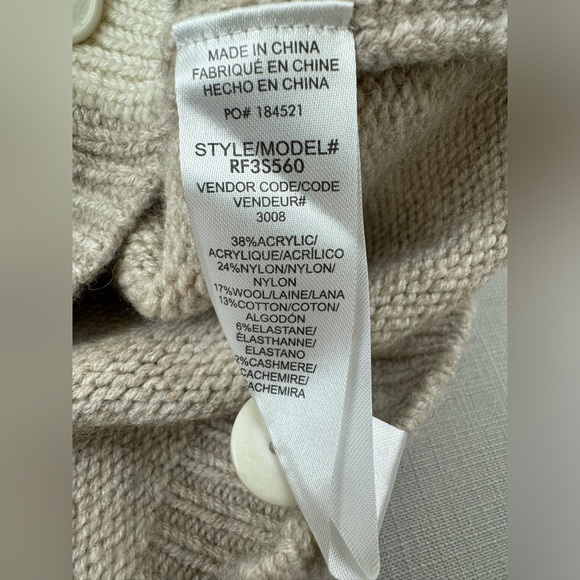 MADE IN CHINA
FABRIQUÉ EN CHINE
HECHO EN CHINA
PO# 184521
STYLE/MODEL#
RF3S560
VENDOR CODE/CODE
VENDEUR#
3008
38%ACRYLIC/
ACRYLIQUE/ACRÍLICO
24%NYLON/NYLON/
NYLON
17%WOOL/LAINE/LANA
13%COTTON/COTON/
ALGODÓN
6%ELASTANE/
ÉLASTHANNE/
ELASTANO
2%CASHMERE/
CACHEMIRE/
CACHEMIRA